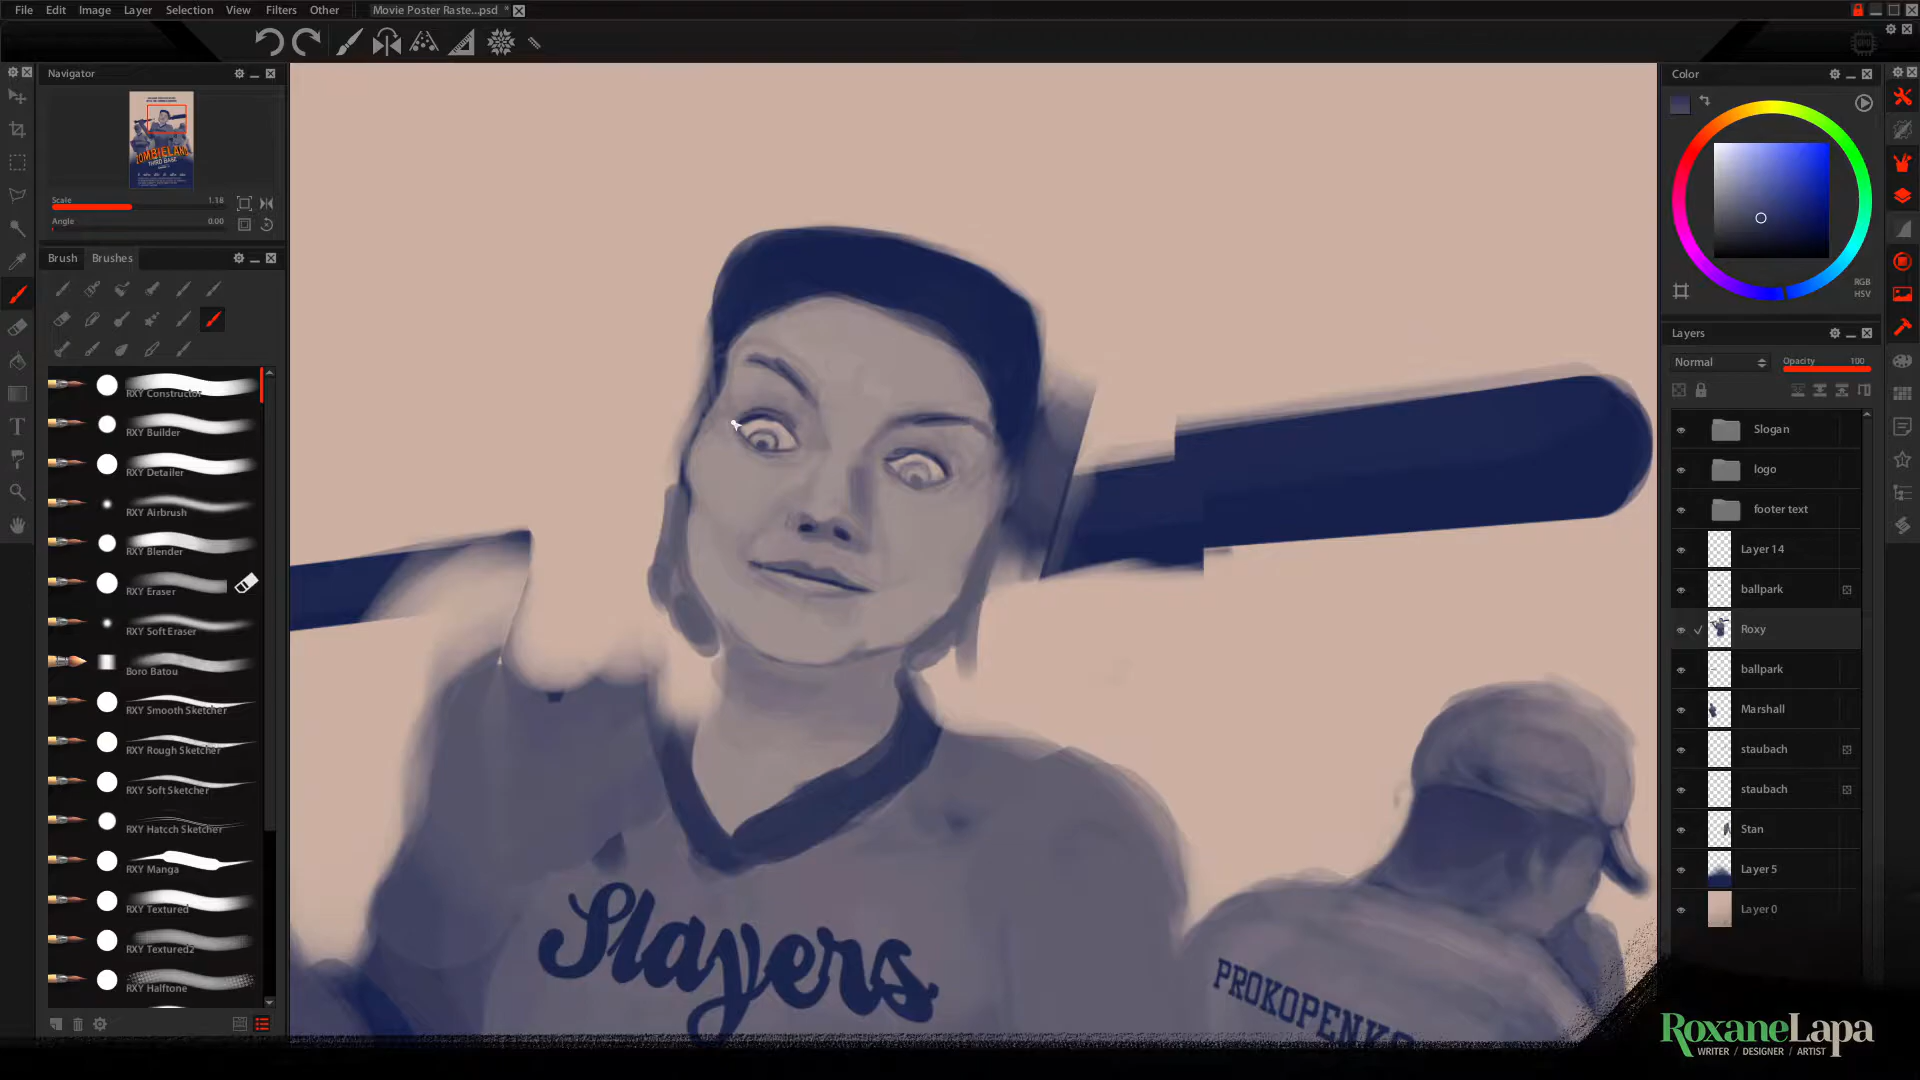 File Edit Image Layer Selection View Filters Other Movie Poster Raste...psd *
Navigator
ZOMBIELAND
THIRD BASE
Scale 1.18
Angle 0.00
Brush Brushes
RXY Constructor
RXY Builder
RXY Detailer
RXY Airbrush
RXY Blender
RXY Eraser
RXY Soft Eraser
Boro Batou
RXY Smooth Sketcher
RXY Rough Sketcher
RXY Soft Sketcher
RXY Hatcch Sketcher
RXY Manga
RXY Textured
RXY Textured2
RXY Halftone
Slayers
PROKOPENKO
Color
RGB
HSV
Layers
Normal Opacity 100
Slogan
logo
footer text
Layer 14
ballpark
Roxy
ballpark
Marshall
staubach
staubach
Stan
Layer 5
Layer 0
RoxaneLapa
WRITER / DESIGNER / ARTIST